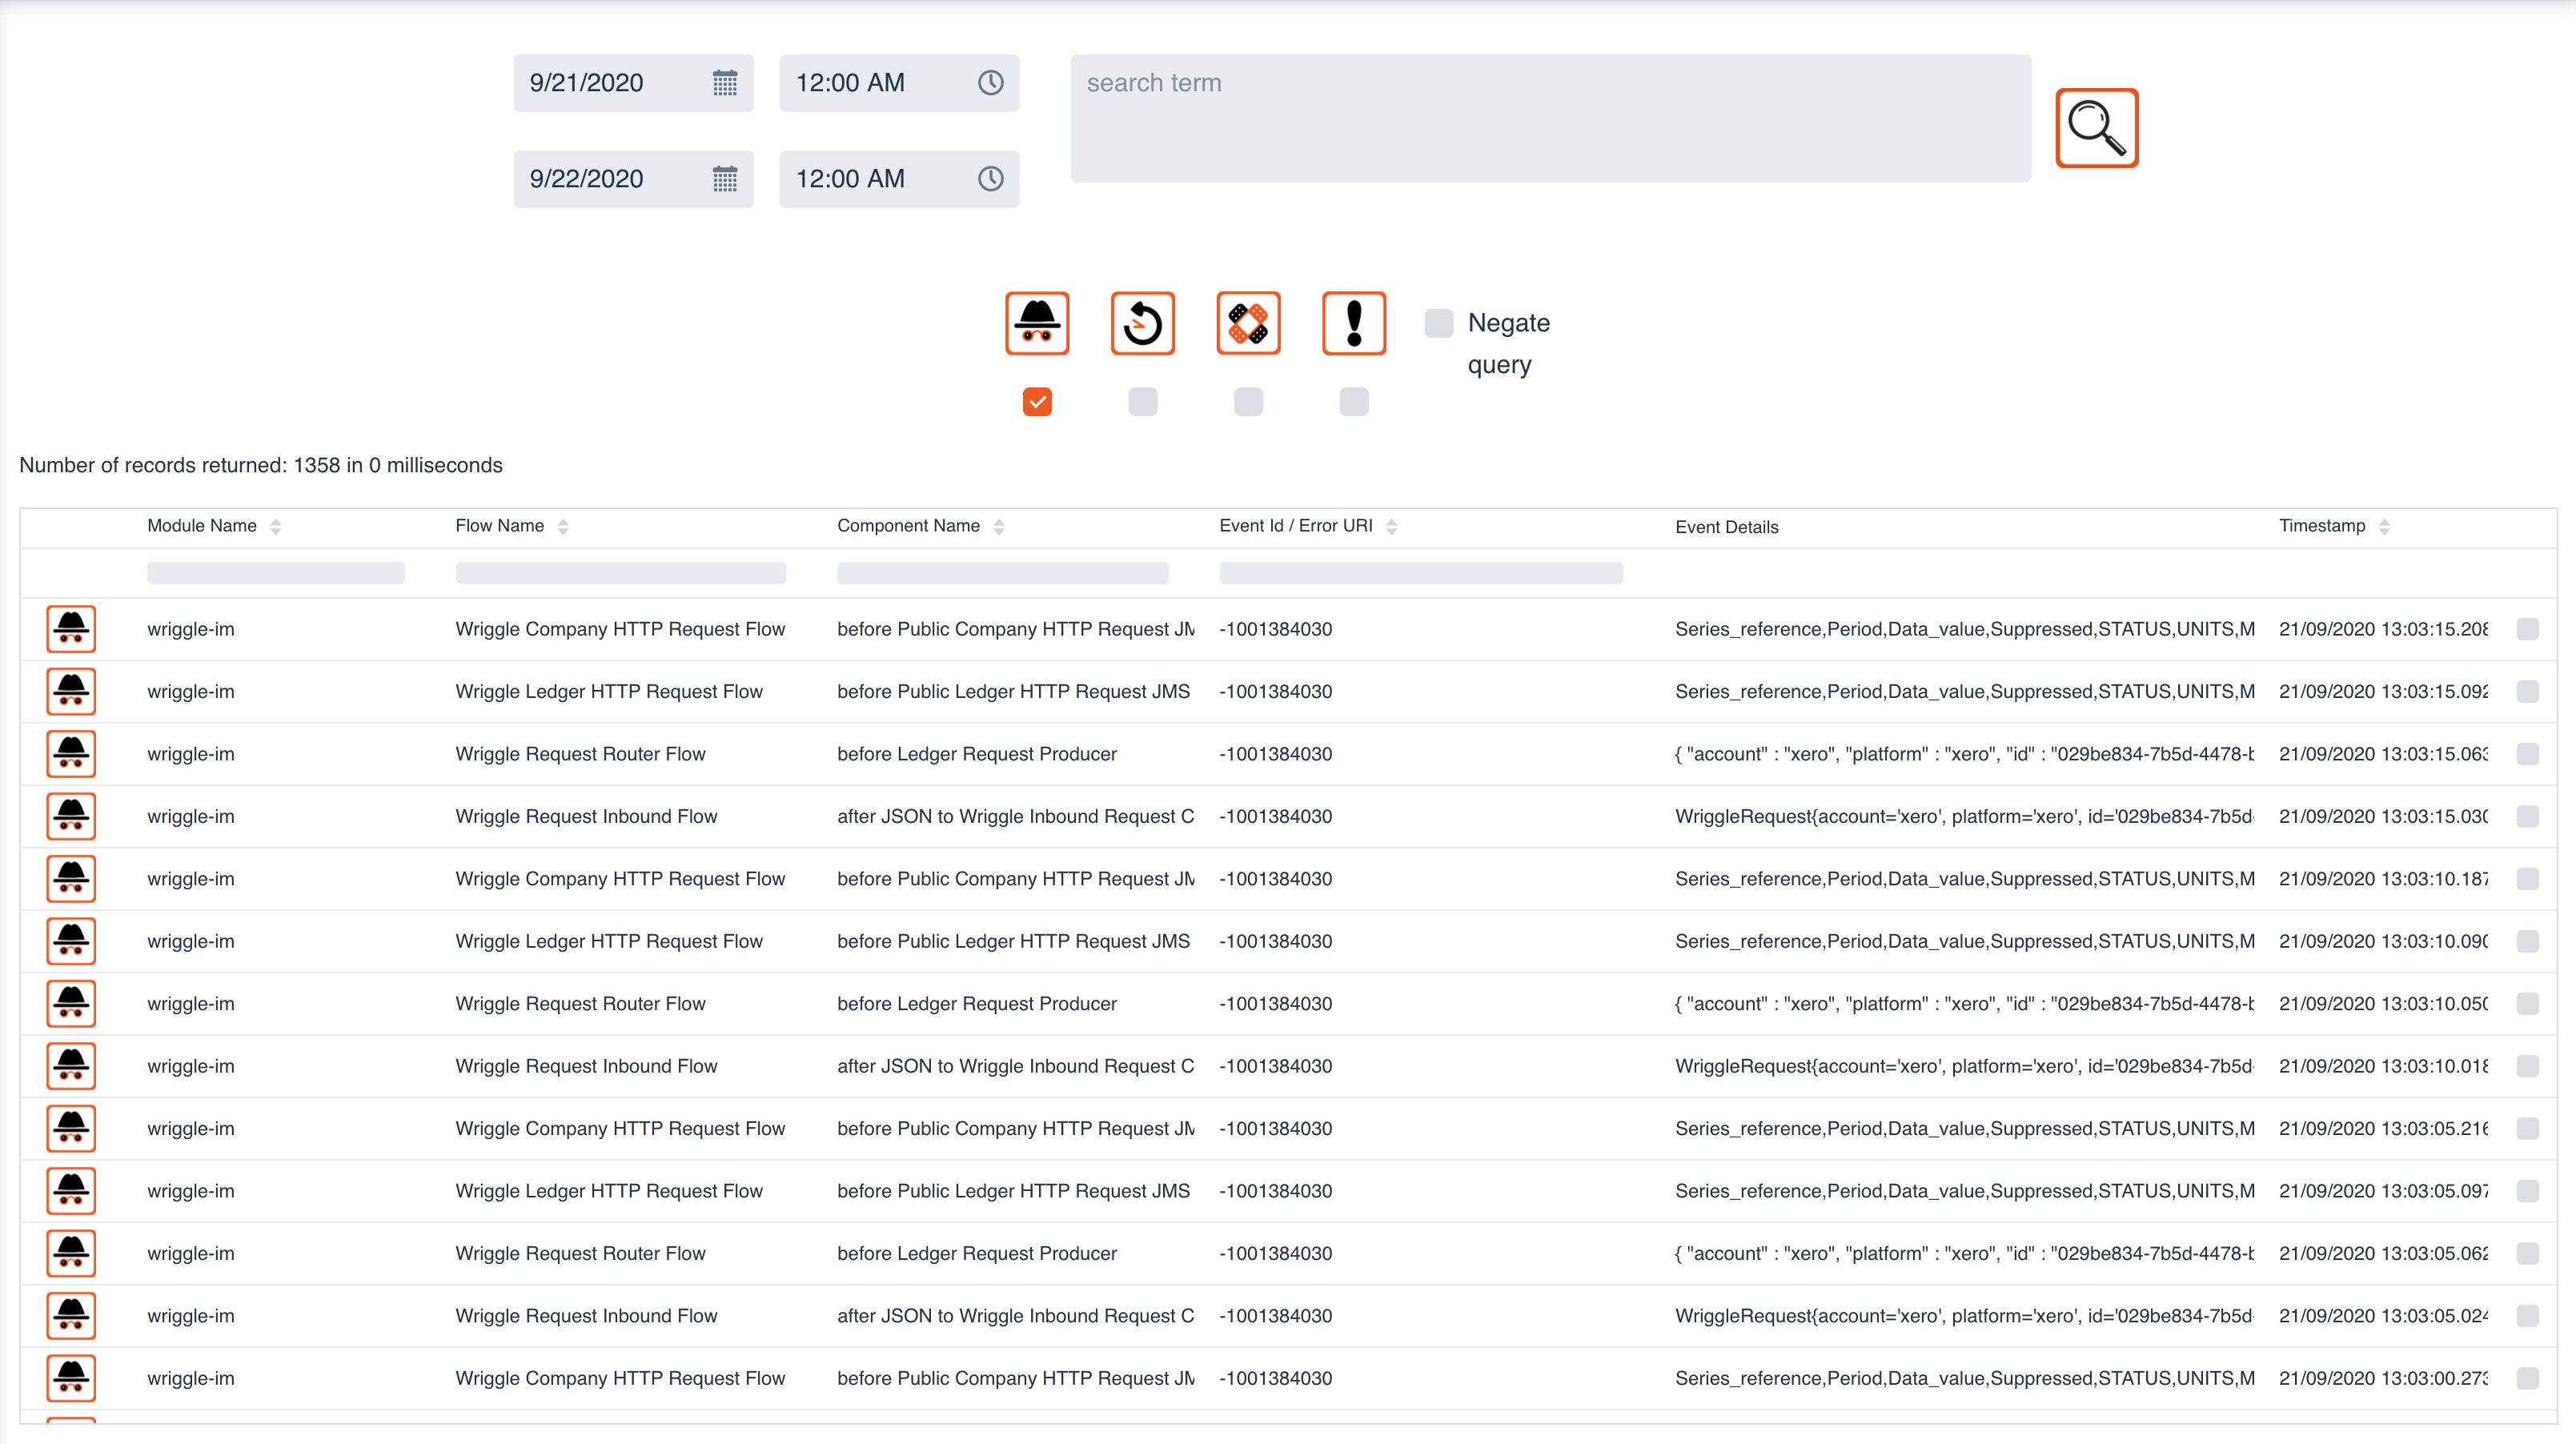 9/21/2020 12:00 AM search term
9/22/2020 12:00 AM
Negate
query
Number of records returned: 1358 in 0 milliseconds
Module Name Flow Name Component Name Event Id / Error URI Event Details Timestamp
wriggle-im Wriggle Company HTTP Request Flow before Public Company HTTP Request -1001384030 Series_reference,Period,Data_value,Suppressed,STATUS,UNITS,M 21/09/2020 13:03:15.208
wriggle-im Wriggle Ledger HTTP Request Flow before Public Ledger HTTP Request JMS -1001384030 Series_reference,Period,Data_value,Suppressed,STATUS,UNITS,M 21/09/2020 13:03:15.092
wriggle-im Wriggle Request Router Flow before Ledger Request Producer -1001384030 { "account" : "xero", "platform" : "xero", "id" : "029be834-7b5d-4478- 21/09/2020 13:03:15.063
wriggle-im Wriggle Request Inbound Flow after JSON to Wriggle Inbound Request C -1001384030 WriggleRequest{account='xero', platform='xero', id='029be834-7b5d- 21/09/2020 13:03:15.030
wriggle-im Wriggle Company HTTP Request Flow before Public Company HTTP Request -1001384030 Series_reference,Period,Data_value,Suppressed,STATUS,UNITS,M 21/09/2020 13:03:10.187
wriggle-im Wriggle Ledger HTTP Request Flow before Public Ledger HTTP Request JMS -1001384030 Series_reference,Period,Data_value,Suppressed,STATUS,UNITS,M 21/09/2020 13:03:10.090
wriggle-im Wriggle Request Router Flow before Ledger Request Producer -1001384030 { "account" : "xero", "platform" : "xero", "id" : "029be834-7b5d-4478- 21/09/2020 13:03:10.050
wriggle-im Wriggle Request Inbound Flow after JSON to Wriggle Inbound Request C -1001384030 WriggleRequest{account='xero', platform='xero', id='029be834-7b5d- 21/09/2020 13:03:10.018
wriggle-im Wriggle Company HTTP Request Flow before Public Company HTTP Request -1001384030 Series_reference,Period,Data_value,Suppressed,STATUS,UNITS,M 21/09/2020 13:03:05.216
wriggle-im Wriggle Ledger HTTP Request Flow before Public Ledger HTTP Request JMS -1001384030 Series_reference,Period,Data_value,Suppressed,STATUS,UNITS,M 21/09/2020 13:03:05.097
wriggle-im Wriggle Request Router Flow before Ledger Request Producer -1001384030 { "account" : "xero", "platform" : "xero", "id" : "029be834-7b5d-4478- 21/09/2020 13:03:05.062
wriggle-im Wriggle Request Inbound Flow after JSON to Wriggle Inbound Request C -1001384030 WriggleRequest{account='xero', platform='xero', id='029be834-7b5d- 21/09/2020 13:03:05.024
wriggle-im Wriggle Company HTTP Request Flow before Public Company HTTP Request -1001384030 Series_reference,Period,Data_value,Suppressed,STATUS,UNITS,M 21/09/2020 13:03:00.273